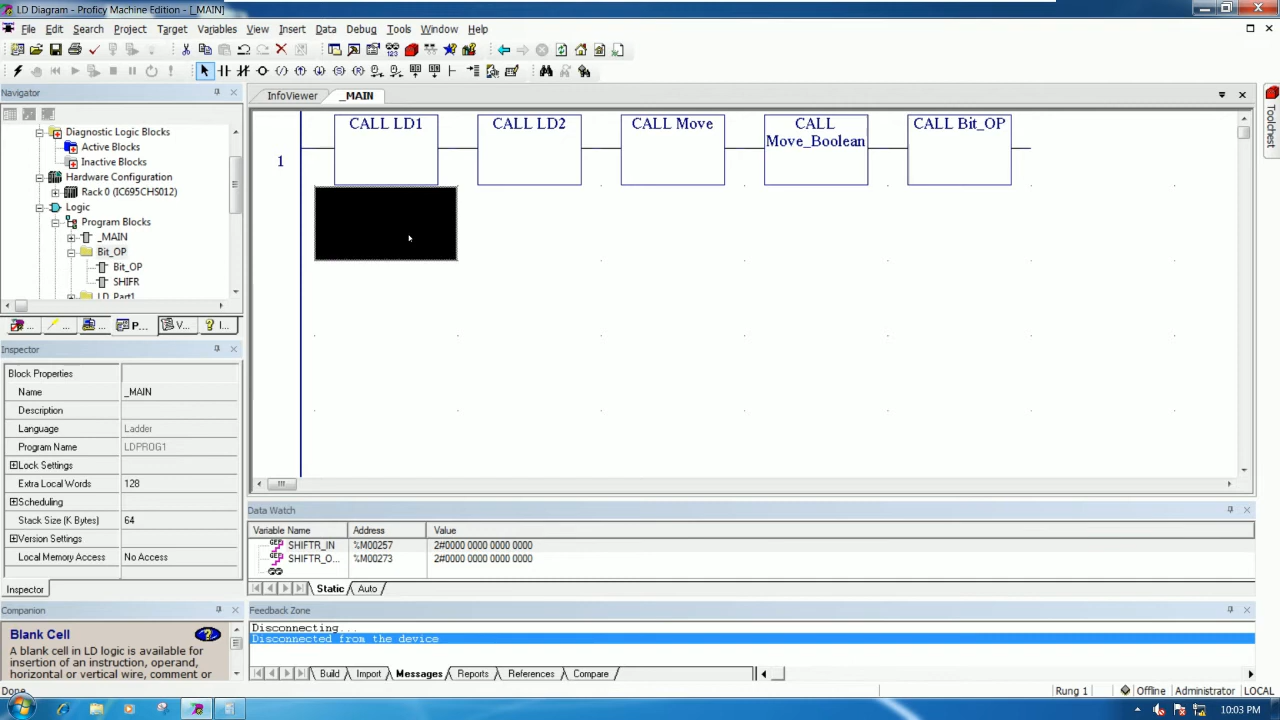 LD Diagram - Proficy Machine Edition - [_MAIN]
File Edit Search Project Target Variables View Insert Data Debug Tools Window Help
Navigator
Diagnostic Logic Blocks
Active Blocks
Inactive Blocks
Hardware Configuration
Rack 0 (IC695CHS012)
Logic
Program Blocks
_MAIN
Bit_OP
Bit_OP
SHIFR
LD_Part1
P...
V...
I...
Inspector
Block Properties
Name _MAIN
Description
Language Ladder
Program Name LDPROG1
Lock Settings
Extra Local Words 128
Scheduling
Stack Size (K Bytes) 64
Version Settings
Local Memory Access No Access
Inspector
Companion
Blank Cell
A blank cell in LD logic is available for
insertion of an instruction, operand,
horizontal or vertical wire, comment or
Done
InfoViewer _MAIN
CALL LD1
CALL LD2
CALL Move
CALL
Move_Boolean
CALL Bit_OP
1
Data Watch
Variable Name Address Value
SHIFTR_IN %M00257 2#0000 0000 0000 0000
SHIFTR_O... %M00273 2#0000 0000 0000 0000
Static Auto
Feedback Zone
Disconnecting...
Disconnected from the device
Build Import Messages Reports References Compare
Toolchest
Rung 1 Offline Administrator LOCAL
10:03 PM